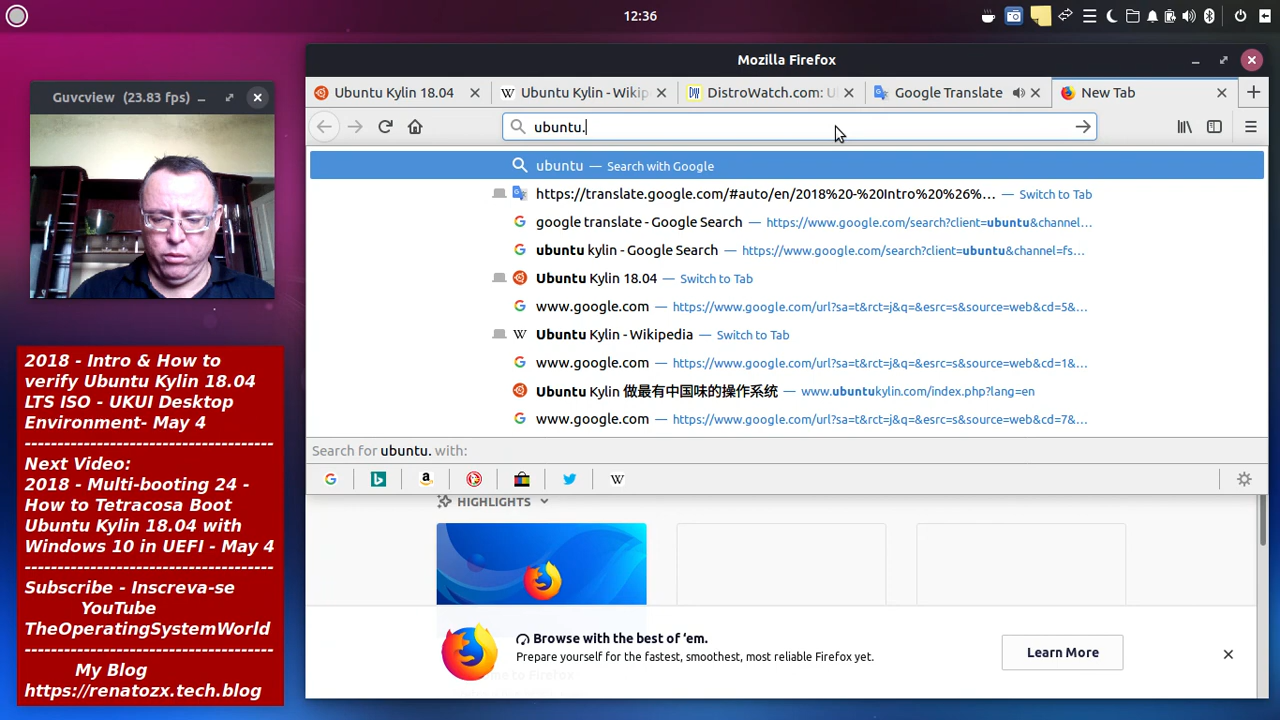 12:36
Guvcview (23.83 fps)
2018 - Intro & How to
verify Ubuntu Kylin 18.04
LTS ISO - UKUI Desktop
Environment- May 4
----------------------------------------
Next Video:
2018 - Multi-booting 24 -
How to Tetracosa Boot
Ubuntu Kylin 18.04 with
Windows 10 in UEFI - May 4
----------------------------------------
Subscribe - Inscreva-se
YouTube
TheOperatingSystemWorld
----------------------------------------
My Blog
https://renatozx.tech.blog
Mozilla Firefox
Ubuntu Kylin 18.04
Ubuntu Kylin - Wikip
DistroWatch.com: U
Google Translate
New Tab
ubuntu.
ubuntu — Search with Google
https://translate.google.com/#auto/en/2018%20-%20Intro%20%26%... — Switch to Tab
google translate - Google Search — https://www.google.com/search?client=ubuntu&channel...
ubuntu kylin - Google Search — https://www.google.com/search?client=ubuntu&channel=fs...
Ubuntu Kylin 18.04 — Switch to Tab
www.google.com — https://www.google.com/url?sa=t&rct=j&q=&esrc=s&source=web&cd=5&...
Ubuntu Kylin - Wikipedia — Switch to Tab
www.google.com — https://www.google.com/url?sa=t&rct=j&q=&esrc=s&source=web&cd=1&...
Ubuntu Kylin 做最有中国味的操作系统 — www.ubuntukylin.com/index.php?lang=en
www.google.com — https://www.google.com/url?sa=t&rct=j&q=&esrc=s&source=web&cd=7&...
Search for ubuntu. with:
HIGHLIGHTS
Browse with the best of ‘em.
Prepare yourself for the fastest, smoothest, most reliable Firefox yet.
Learn More